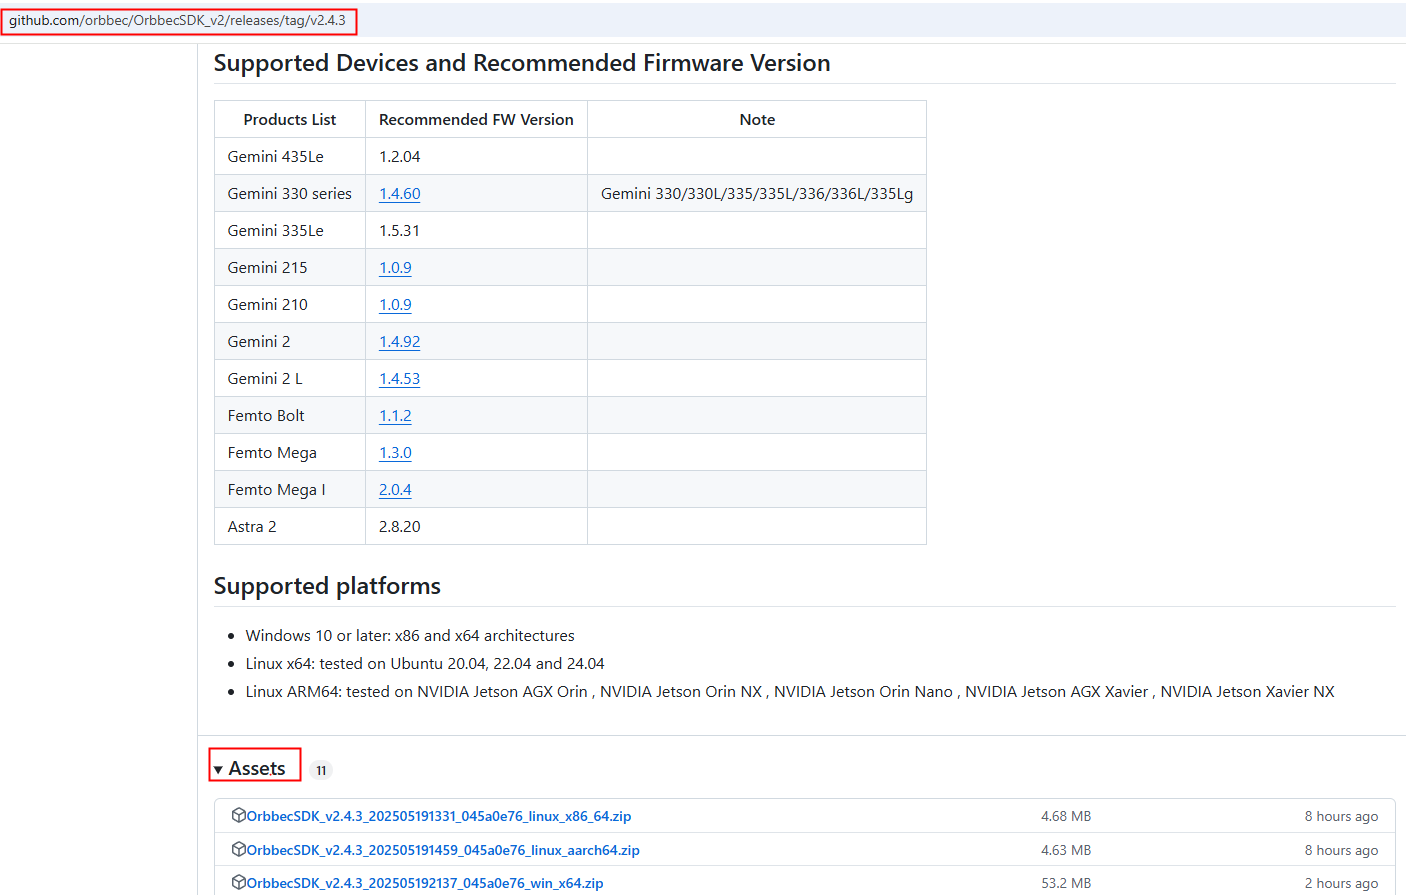 github.com/orbbec/OrbbecSDK_v2/releases/tag/v2.4.3
Supported Devices and Recommended Firmware Version
Products List Recommended FW Version Note
Gemini 435Le 1.2.04
Gemini 330 series 1.4.60 Gemini 330/330L/335/335L/336/336L/335Lg
Gemini 335Le 1.5.31
Gemini 215 1.0.9
Gemini 210 1.0.9
Gemini 2 1.4.92
Gemini 2 L 1.4.53
Femto Bolt 1.1.2
Femto Mega 1.3.0
Femto Mega I 2.0.4
Astra 2 2.8.20
Supported platforms
Windows 10 or later: x86 and x64 architectures
Linux x64: tested on Ubuntu 20.04, 22.04 and 24.04
Linux ARM64: tested on NVIDIA Jetson AGX Orin , NVIDIA Jetson Orin NX , NVIDIA Jetson Orin Nano , NVIDIA Jetson AGX Xavier , NVIDIA Jetson Xavier NX
Assets 11
OrbbecSDK_v2.4.3_202505191331_045a0e76_linux_x86_64.zip 4.68 MB 8 hours ago
OrbbecSDK_v2.4.3_202505191459_045a0e76_linux_aarch64.zip 4.63 MB 8 hours ago
OrbbecSDK_v2.4.3_202505192137_045a0e76_win_x64.zip 53.2 MB 2 hours ago